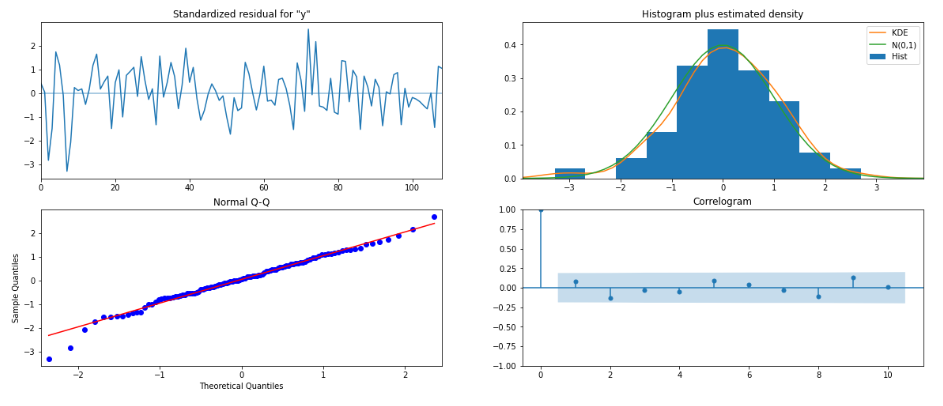 Standardized residual for "y"
3
2
1
0
−1
−2
−3
0 20 40 60 80 100
Histogram plus estimated density
KDE
N(0,1)
Hist
0.4
0.3
0.2
0.1
0.0
−3 −2 −1 0 1 2 3
Normal Q-Q
Sample Quantiles
3
2
1
0
−1
−2
−3
−2 −1 0 1 2
Theoretical Quantiles
Correlogram
1.00
0.75
0.50
0.25
0.00
−0.25
−0.50
−0.75
−1.00
0 2 4 6 8 10